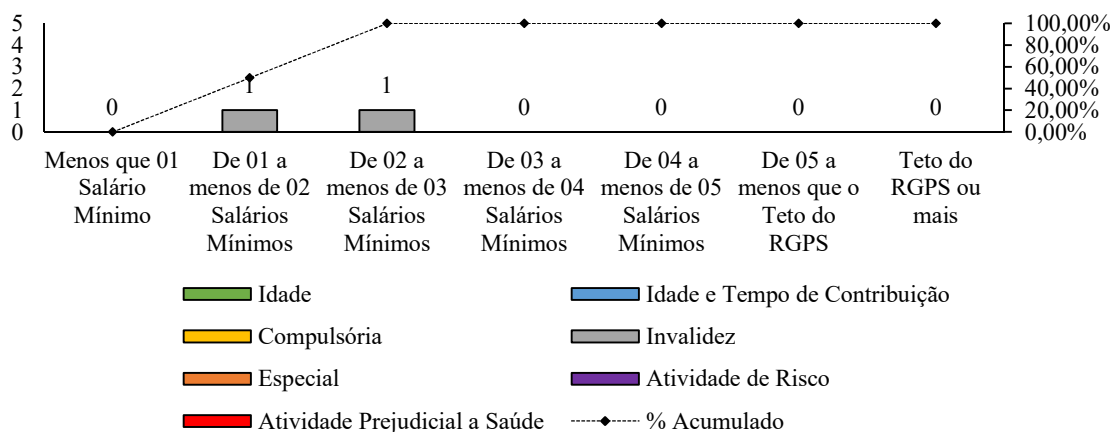 5
4
3
2
1
0
0
1
1
0
0
0
0
100,00%
80,00%
60,00%
40,00%
20,00%
0,00%
Menos que 01
Salário
Mínimo
De 01 a
menos de 02
Salários
Mínimos
De 02 a
menos de 03
Salários
Mínimos
De 03 a
menos de 04
Salários
Mínimos
De 04 a
menos de 05
Salários
Mínimos
De 05 a
menos que o
Teto do
RGPS
Teto do
RGPS ou
mais
Idade
Idade e Tempo de Contribuição
Compulsória
Invalidez
Especial
Atividade de Risco
Atividade Prejudicial a Saúde
% Acumulado